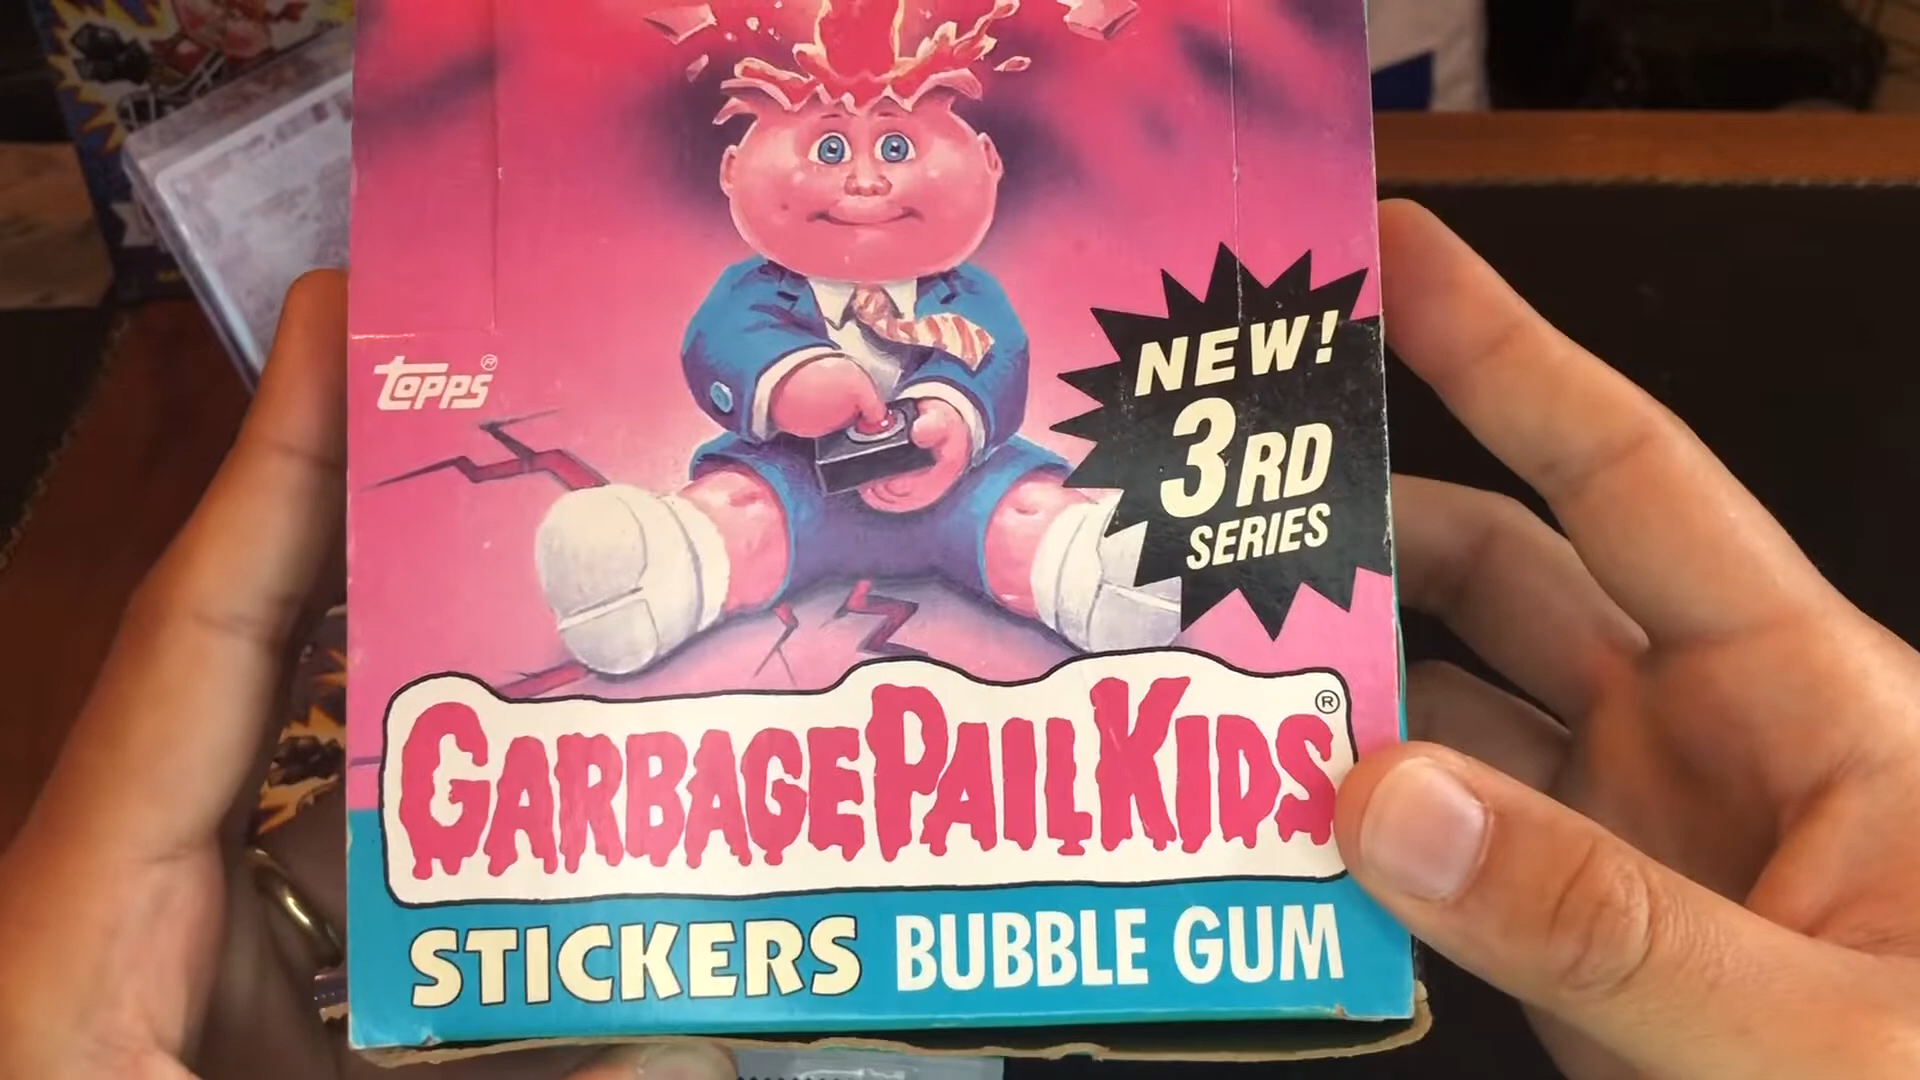 topps®
NEW!
3RD
SERIES
GARBAGE PAIL KIDS®
STICKERS BUBBLE GUM